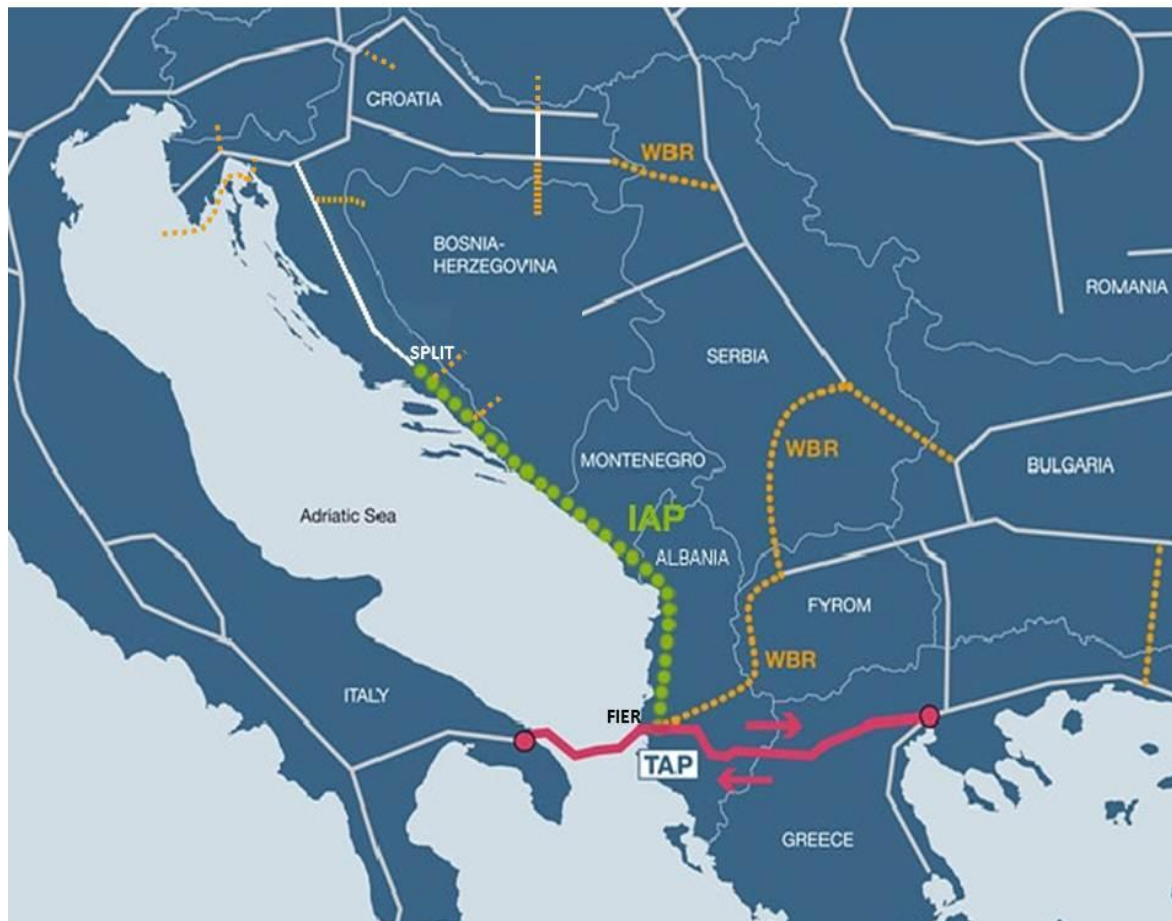 CROATIA
WBR
BOSNIA-
HERZEGOVINA
ROMANIA
SPLIT
SERBIA
WBR
MONTENEGRO
BULGARIA
Adriatic Sea
IAP
ALBANIA
FYROM
WBR
ITALY
FIER
TAP
GREECE